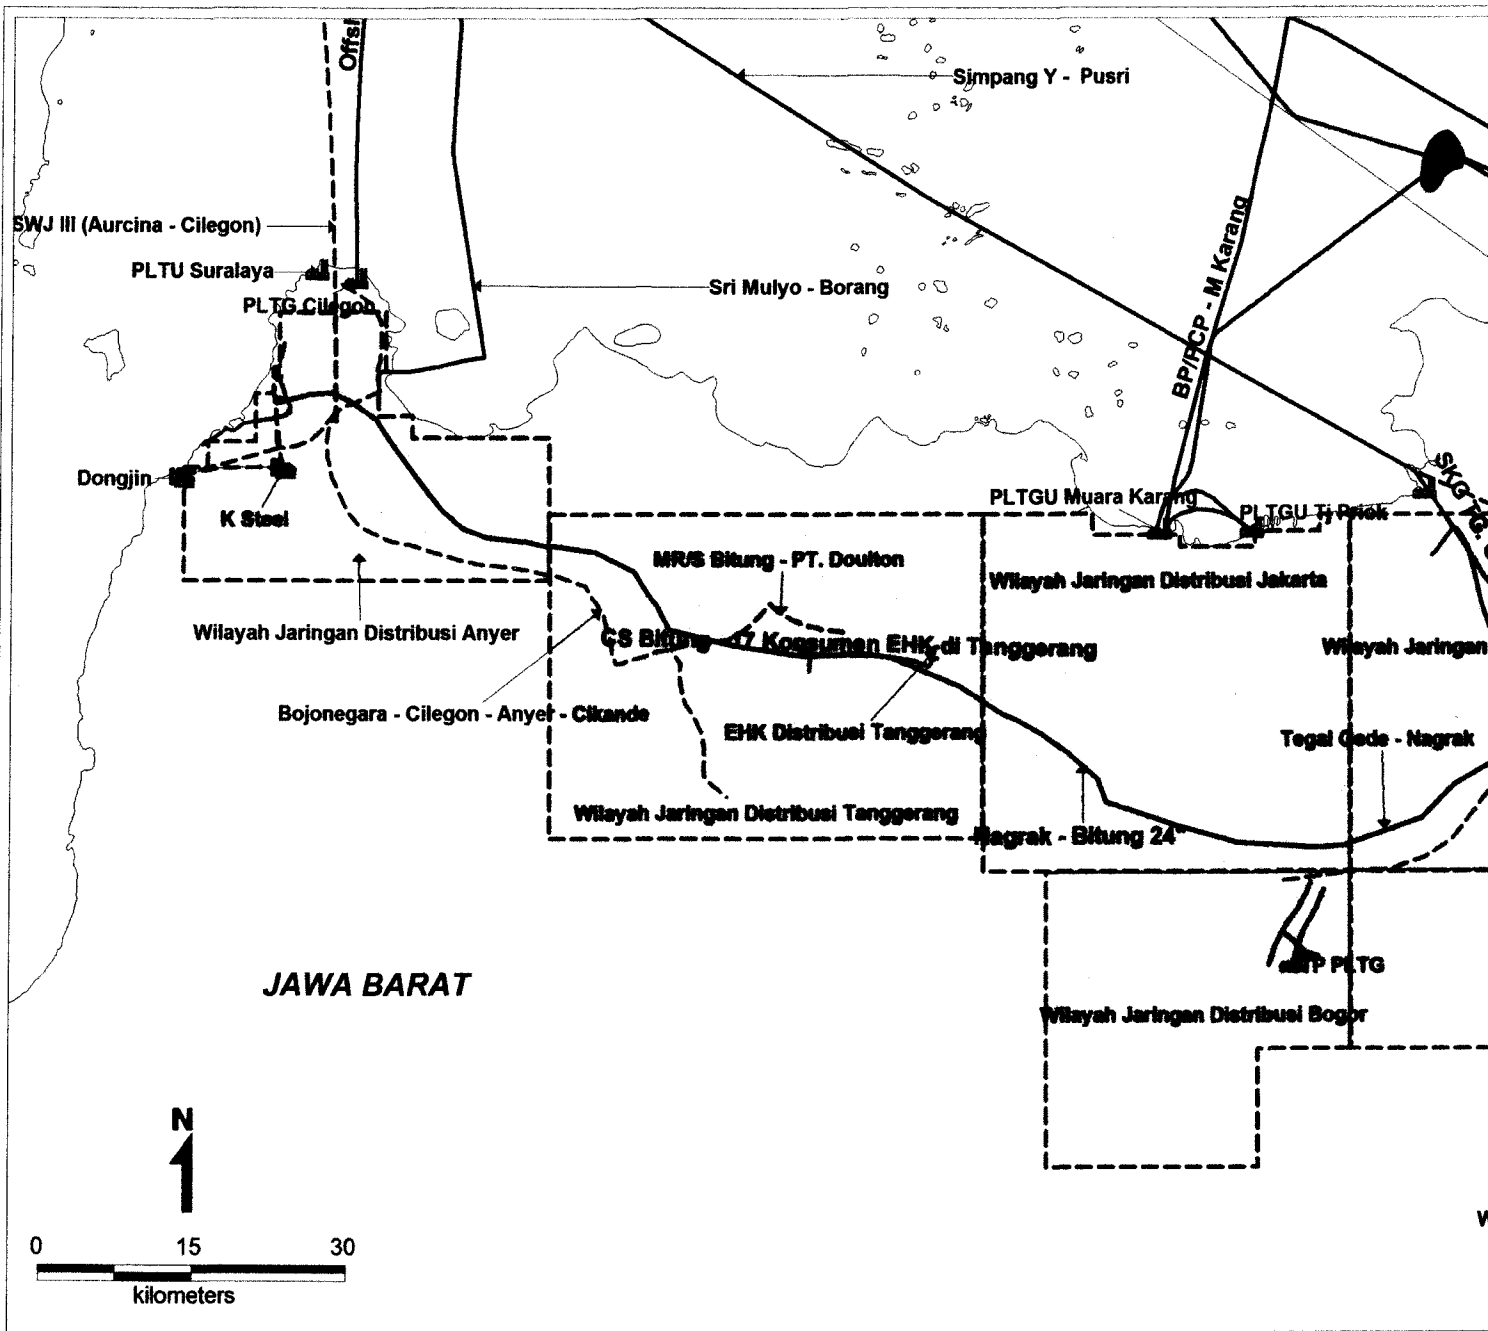 Offsl
Simpang Y - Pusri
SWJ III (Aurcina - Cilegon)
PLTU Suralaya
PLTG Cilegon
Sri Mulyo - Borang
BP/PCP - M Karang
Dongjin
K Steel
PLTGU Muara Karang
PLTGU Tj Priok
SKG TG.
MR/S Bitung - PT. Doulton
Wilayah Jaringan Distribusi Jakarta
Wilayah Jaringan Distribusi Anyer
CS Bitung - 17 Konsumen EHK di Tanggerang
Wilayah Jaringan
Bojonegara - Cilegon - Anyer - Cikande
EHK Distribusi Tanggerang
Tegal Gede - Nagrak
Wilayah Jaringan Distribusi Tanggerang
Nagrak - Bitung 24"
PLTG
JAWA BARAT
Wilayah Jaringan Distribusi Bogor
N
W
0 15 30
kilometers